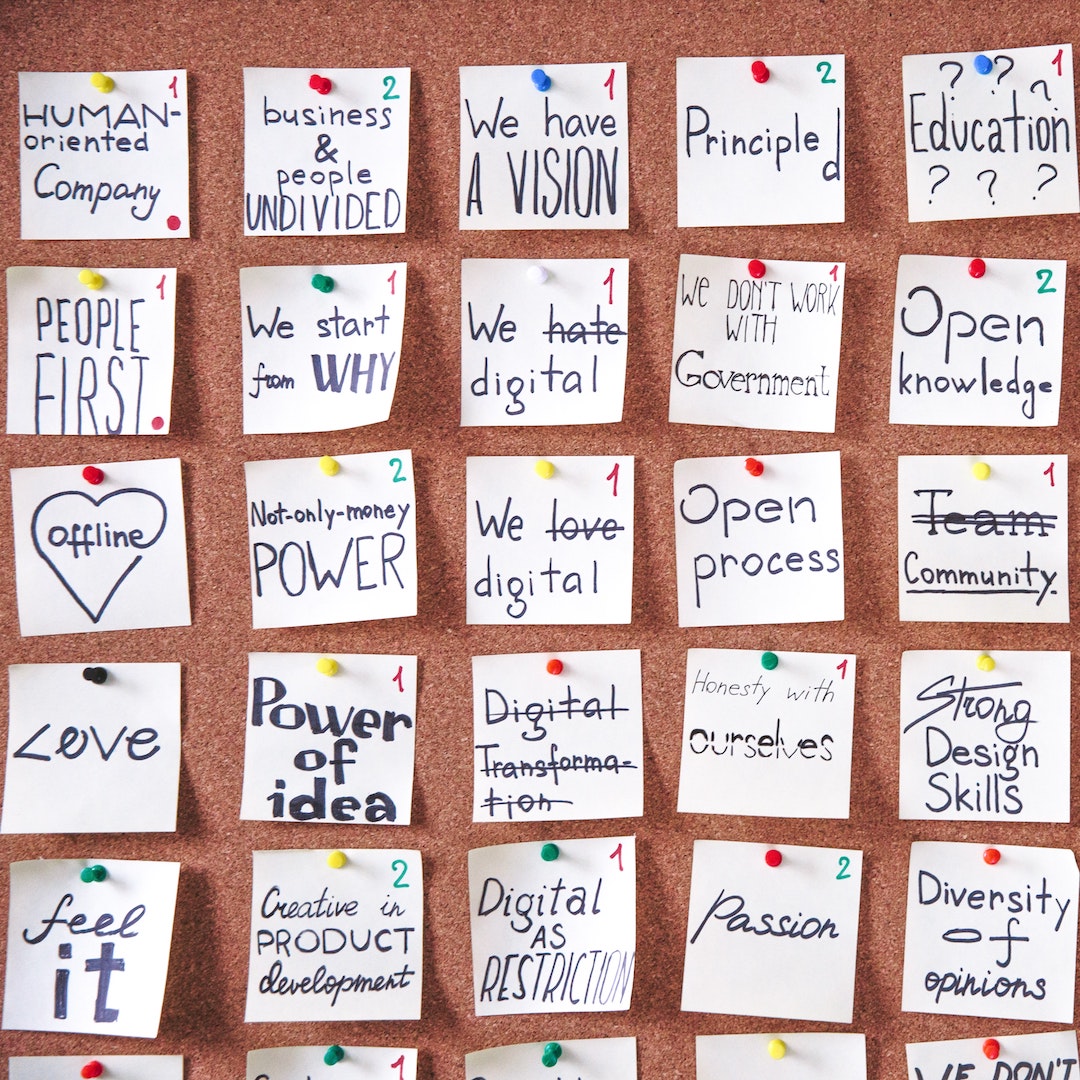 1
HUMAN-
oriented
Company
2
business
&
people
UNDIVIDED
1
We have
A VISION
2
Principled
1
? ? ?
Education
? ? ?
1
PEOPLE
FIRST
1
We start
from WHY
1
We hate
digital
1
We DON'T WORK
WITH
Government
2
Open
knowledge
offline
2
Not-only-money
POWER
1
We love
digital
Open
process
1
Team
Community.
Love
1
Power
of
idea
Digital
Transforma-
tion
1
Honesty with
ourselves
Strong
Design
Skills
feel
it
2
Creative in
PRODUCT
development
1
Digital
AS
RESTRICTION
2
Passion
Diversity
of
opinions
1
WE DON'T